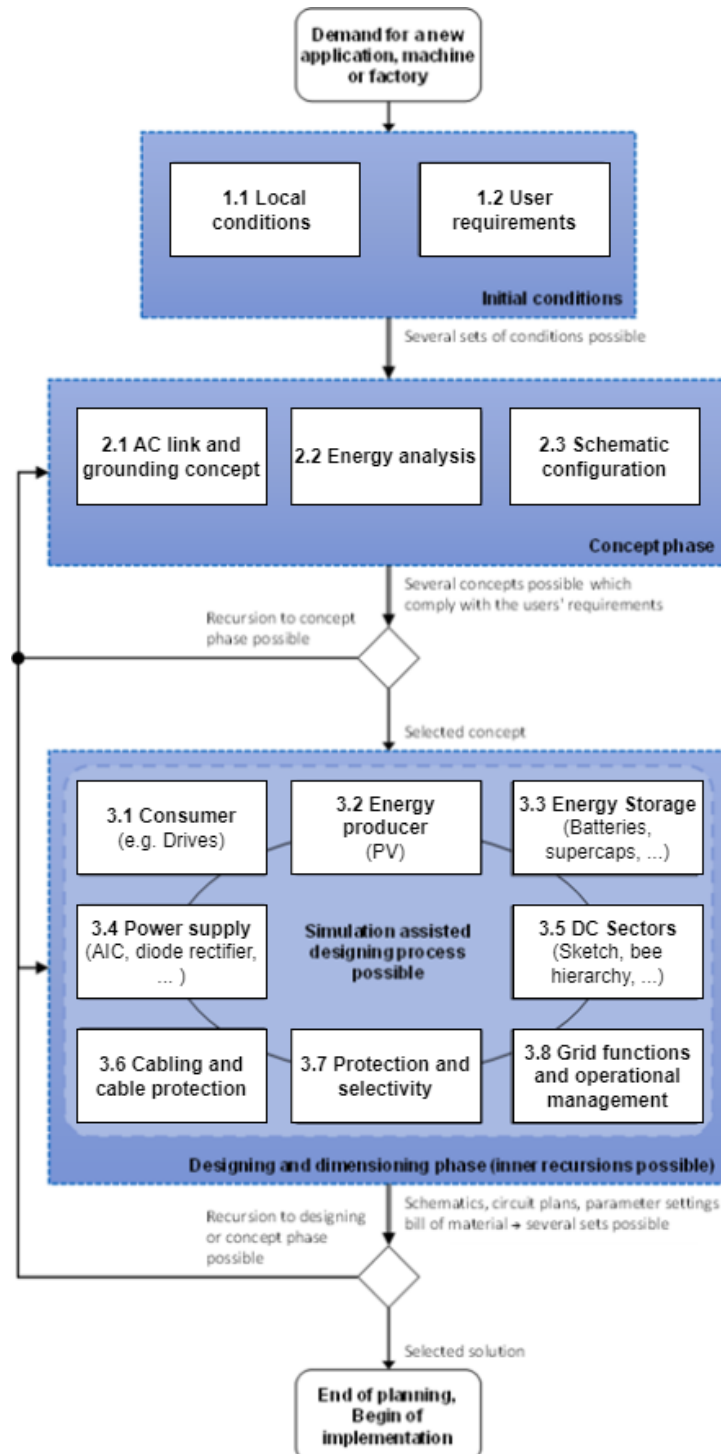 Demand for a new
application, machine
or factory
1.1 Local
conditions
1.2 User
requirements
Initial conditions
Several sets of conditions possible
2.1 AC link and
grounding concept
2.2 Energy analysis
2.3 Schematic
configuration
Concept phase
Several concepts possible which
comply with the users' requirements
Recursion to concept
phase possible
Selected concept
3.1 Consumer
(e.g. Drives)
3.2 Energy
producer
(PV)
3.3 Energy Storage
(Batteries,
supercaps, ...)
3.4 Power supply
(AIC, diode rectifier,
... )
Simulation assisted
designing process
possible
3.5 DC Sectors
(Sketch, bee
hierarchy, ...)
3.6 Cabling and
cable protection
3.7 Protection and
selectivity
3.8 Grid functions
and operational
management
Designing and dimensioning phase (inner recursions possible)
Schematics, circuit plans, parameter settings
bill of material → several sets possible
Recursion to designing
or concept phase
possible
Selected solution
End of planning,
Begin of
implementation